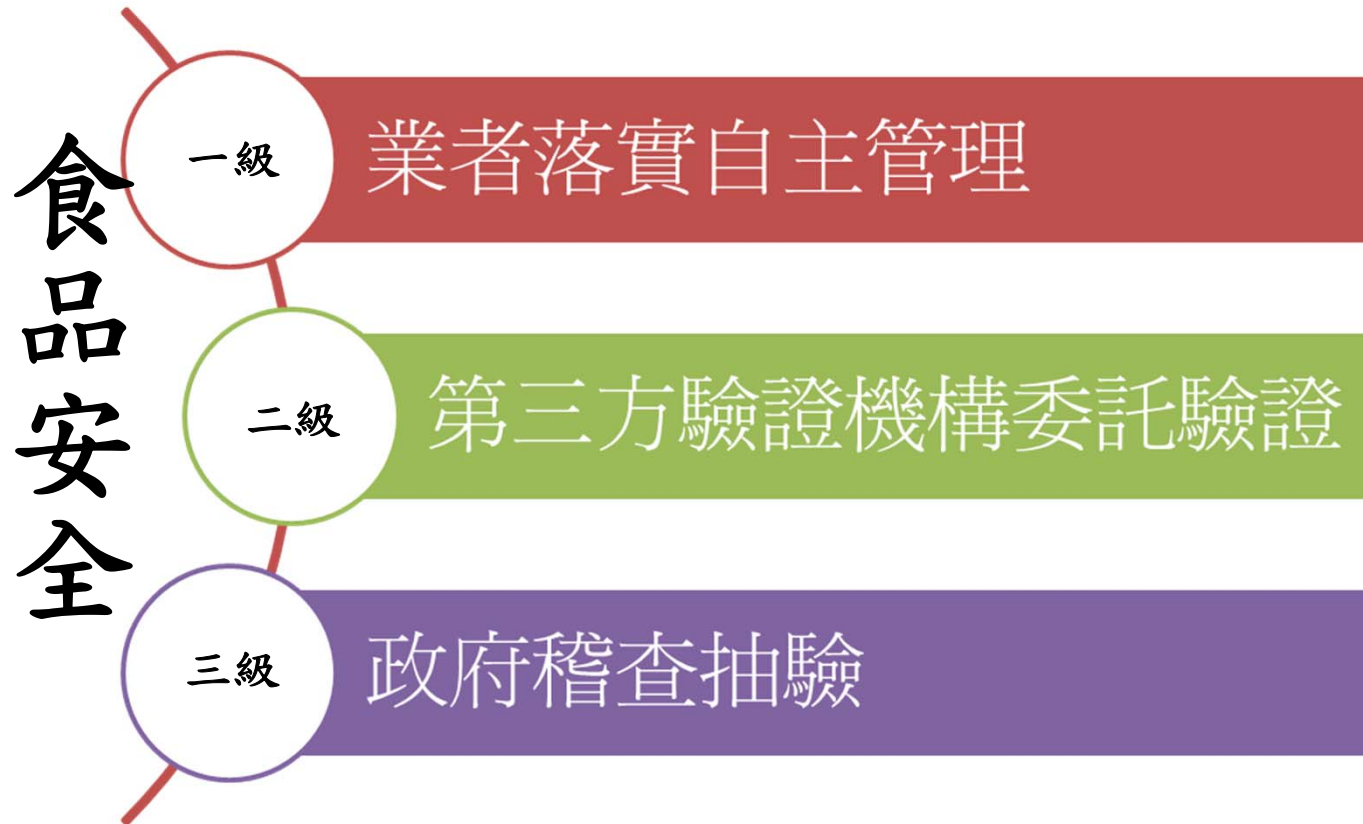 食品安全
一級
業者落實自主管理
二級
第三方驗證機構委託驗證
三級
政府稽查抽驗